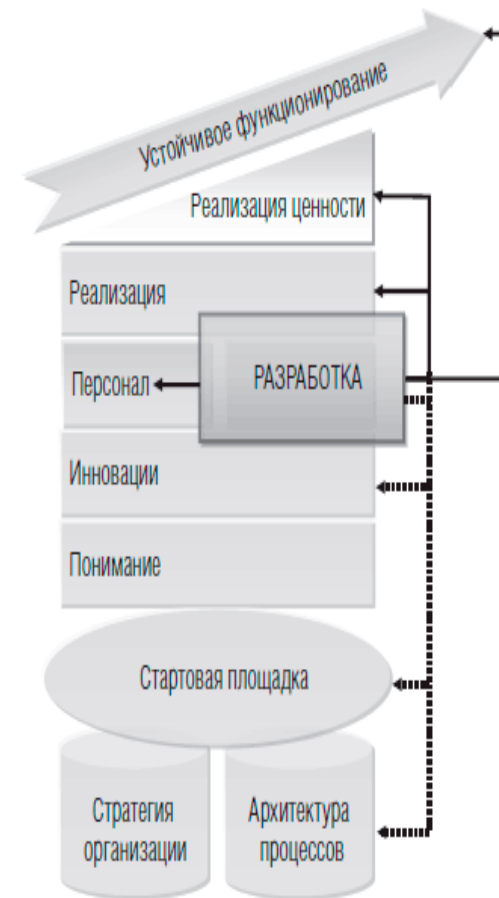 Устойчивое функционирование
Реализация ценности
Реализация
Персонал
РАЗРАБОТКА
Инновации
Понимание
Стартовая площадка
Стратегия
организации
Архитектура
процессов